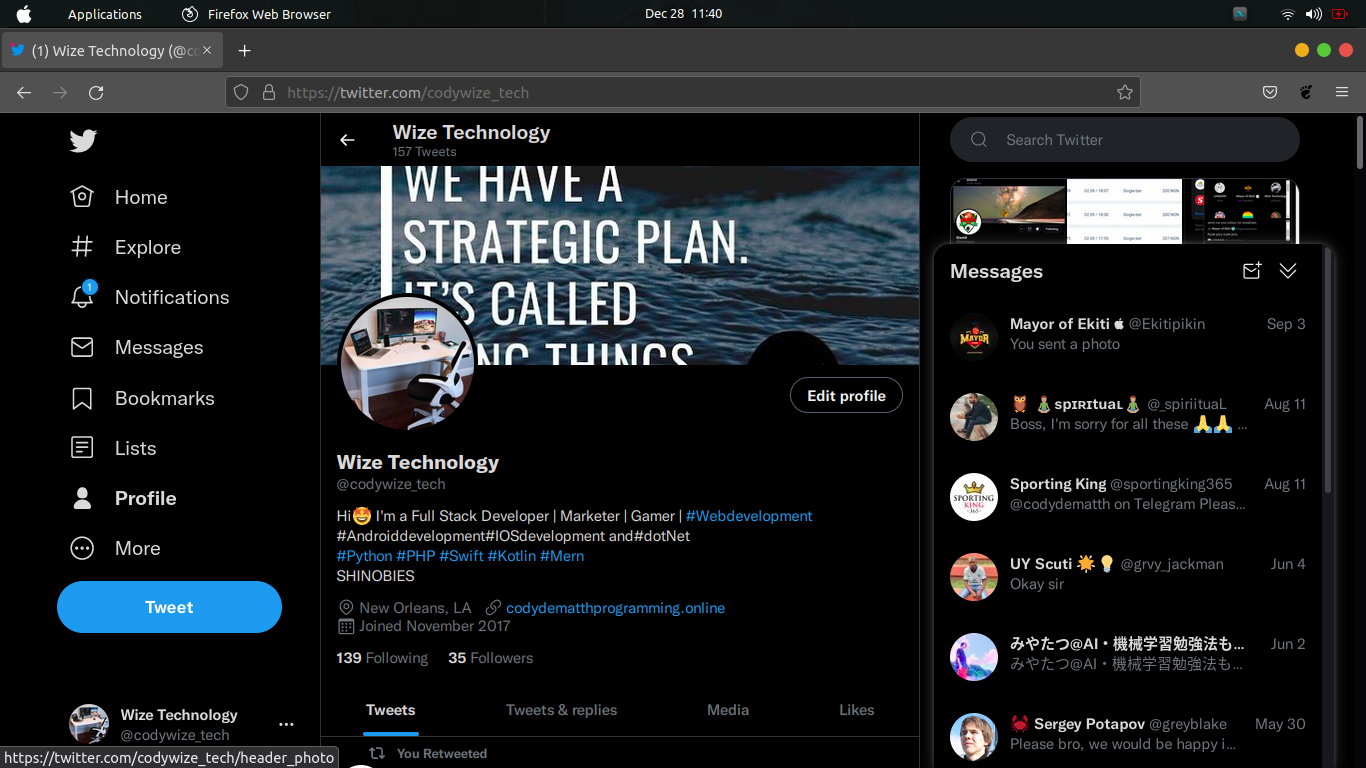 Applications
Firefox Web Browser
Dec 28 11:40
(1) Wize Technology (@co
https://twitter.com/codywize_tech
Home
Explore
1
Notifications
Messages
Bookmarks
Lists
Profile
More
Tweet
Wize Technology
@codywize_tech
https://twitter.com/codywize_tech/header_photo
Wize Technology
157 Tweets
WE HAVE A
STRATEGIC PLAN.
IT'S CALLED
THINGS
Edit profile
Wize Technology
@codywize_tech
Hi🤩 I'm a Full Stack Developer | Marketer | Gamer | #Webdevelopment
#Androiddevelopment#IOSdevelopment and#dotNet
#Python #PHP #Swift #Kotlin #Mern
SHINOBIES
New Orleans, LA codydematthprogramming.online
Joined November 2017
139 Following 35 Followers
Tweets Tweets & replies Media Likes
You Retweeted
Search Twitter
Messages
Mayor of Ekiti @Ekitipikin Sep 3
You sent a photo
🦉🧘ѕpιrιтuaʟ🧘 @_spiriituaL Aug 11
Boss, I'm sorry for all these 🙏🙏 ...
Sporting King @sportingking365 Aug 11
@codydematth on Telegram Pleas...
UY Scuti 🌟💡 @grvy_jackman Jun 4
Okay sir
みやたつ@AI・機械学習勉強法も... Jun 2
みやたつ@AI・機械学習勉強法も...
🦀 Sergey Potapov @greyblake May 30
Please bro, we would be happy i...